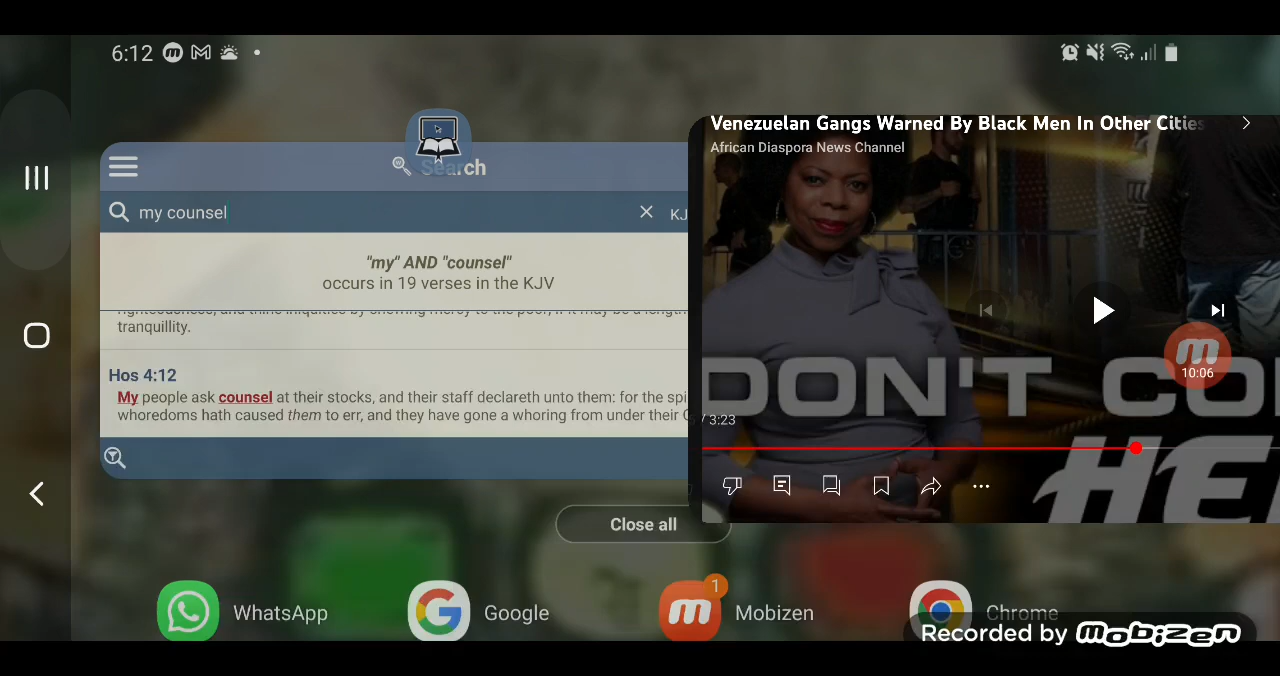 6:12
Venezuelan Gangs Warned By Black Men In Other Cities
African Diaspora News Channel
Search
my counsel
KJ
"my" AND "counsel"
occurs in 19 verses in the KJV
tranquillity.
Hos 4:12
My people ask counsel at their stocks, and their staff declareth unto them: for the spi
whoredoms hath caused them to err, and they have gone a whoring from under their G
DON'T CO
HE
10:06
/ 3:23
Close all
WhatsApp
Google
1
Mobizen
Chrome
Recorded by mobizen